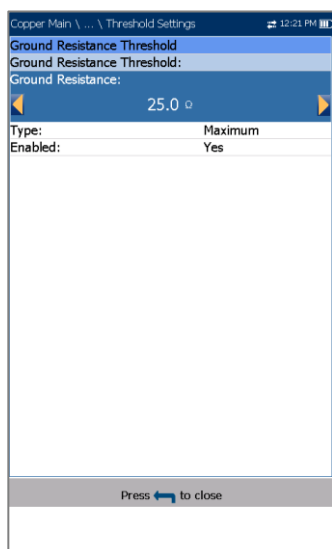 Copper Main \ ... \ Threshold Settings 12:21 PM
Ground Resistance Threshold
Ground Resistance Threshold:
Ground Resistance:
25.0 Ω
Type: Maximum
Enabled: Yes
Press to close